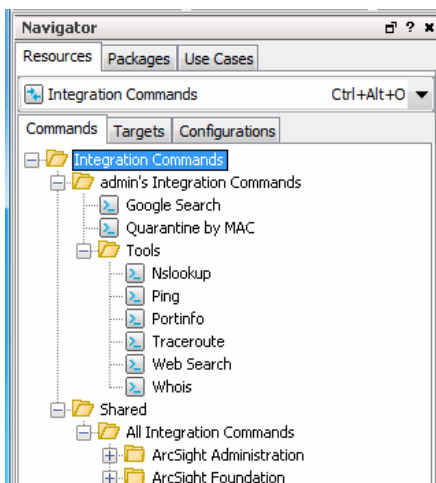 Navigator ?
Resources Packages Use Cases
Integration Commands Ctrl+Alt+O
Commands Targets Configurations
Integration Commands
admin's Integration Commands
Google Search
Quarantine by MAC
Tools
Nslookup
Ping
Portinfo
Traceroute
Web Search
Whois
Shared
All Integration Commands
ArcSight Administration
ArcSight Foundation